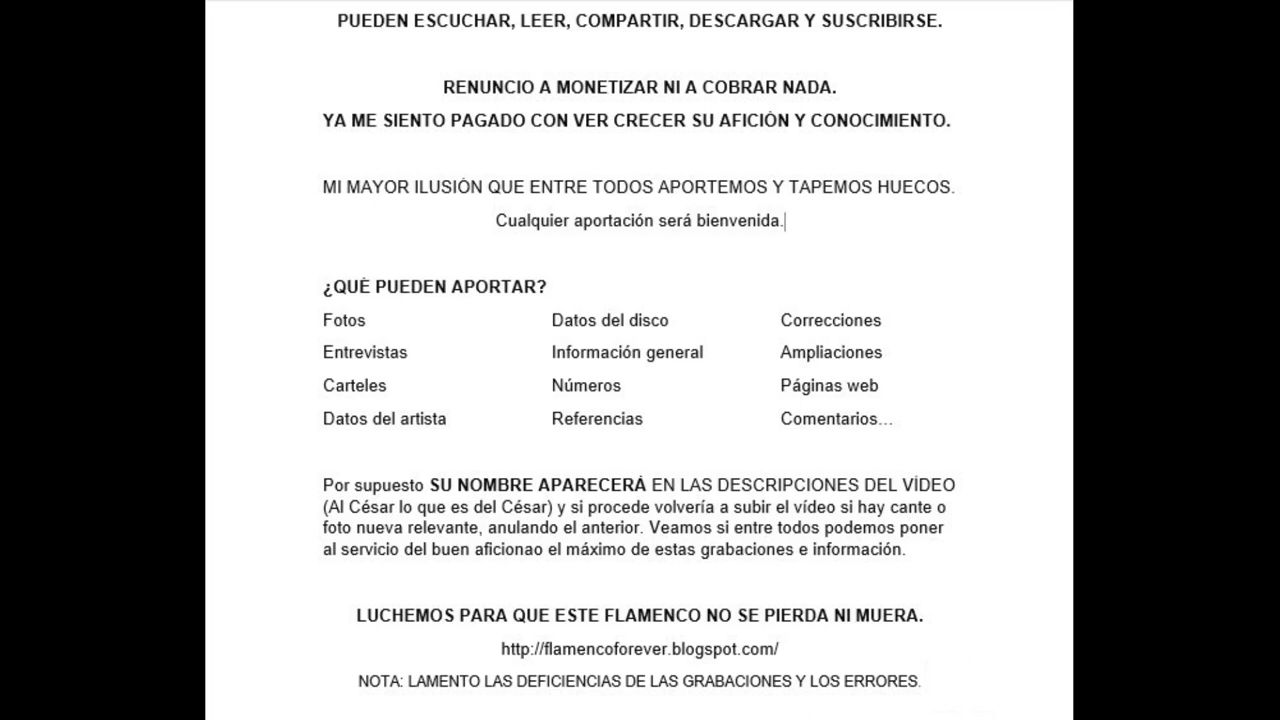 PUEDEN ESCUCHAR, LEER, COMPARTIR, DESCARGAR Y SUSCRIBIRSE.
RENUNCIO A MONETIZAR NI A COBRAR NADA.
YA ME SIENTO PAGADO CON VER CRECER SU AFICIÓN Y CONOCIMIENTO.
MI MAYOR ILUSIÓN QUE ENTRE TODOS APORTEMOS Y TAPEMOS HUECOS.
Cualquier aportación será bienvenida.
¿QUÉ PUEDEN APORTAR?
Fotos Datos del disco Correcciones
Entrevistas Información general Ampliaciones
Carteles Números Páginas web
Datos del artista Referencias Comentarios...
Por supuesto SU NOMBRE APARECERÁ EN LAS DESCRIPCIONES DEL VÍDEO
(Al César lo que es del César) y si procede volvería a subir el vídeo si hay cante o
foto nueva relevante, anulando el anterior. Veamos si entre todos podemos poner
al servicio del buen aficionao el máximo de estas grabaciones e información.
LUCHEMOS PARA QUE ESTE FLAMENCO NO SE PIERDA NI MUERA.
http://flamencoforever.blogspot.com/
NOTA: LAMENTO LAS DEFICIENCIAS DE LAS GRABACIONES Y LOS ERRORES.